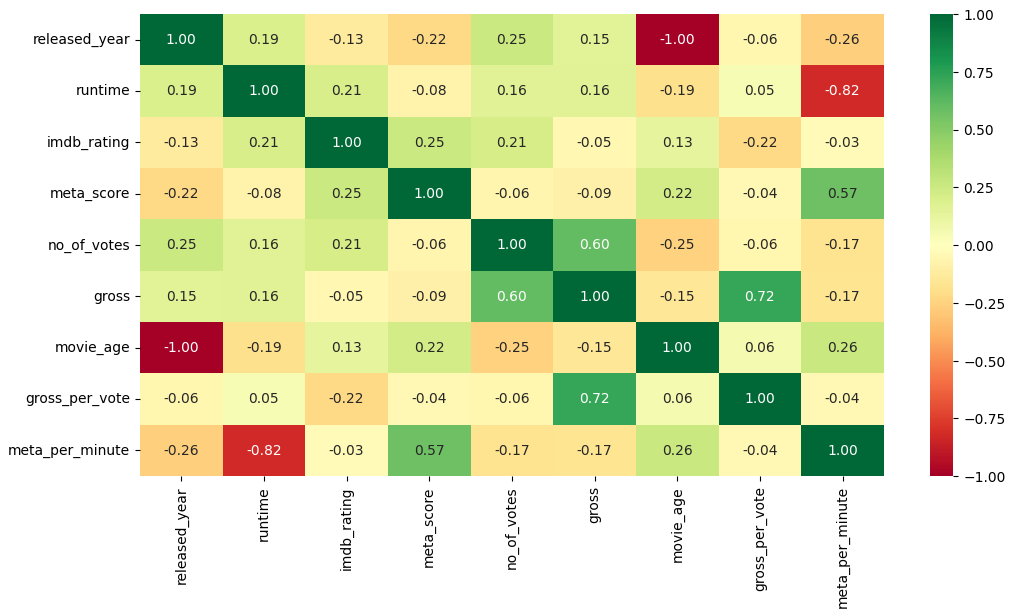 released_year 1.00 0.19 -0.13 -0.22 0.25 0.15 -1.00 -0.06 -0.26
runtime 0.19 1.00 0.21 -0.08 0.16 0.16 -0.19 0.05 -0.82
imdb_rating -0.13 0.21 1.00 0.25 0.21 -0.05 0.13 -0.22 -0.03
meta_score -0.22 -0.08 0.25 1.00 -0.06 -0.09 0.22 -0.04 0.57
no_of_votes 0.25 0.16 0.21 -0.06 1.00 0.60 -0.25 -0.06 -0.17
gross 0.15 0.16 -0.05 -0.09 0.60 1.00 -0.15 0.72 -0.17
movie_age -1.00 -0.19 0.13 0.22 -0.25 -0.15 1.00 0.06 0.26
gross_per_vote -0.06 0.05 -0.22 -0.04 -0.06 0.72 0.06 1.00 -0.04
meta_per_minute -0.26 -0.82 -0.03 0.57 -0.17 -0.17 0.26 -0.04 1.00
released_year
runtime
imdb_rating
meta_score
no_of_votes
gross
movie_age
gross_per_vote
meta_per_minute
1.00
0.75
0.50
0.25
0.00
−0.25
−0.50
−0.75
−1.00